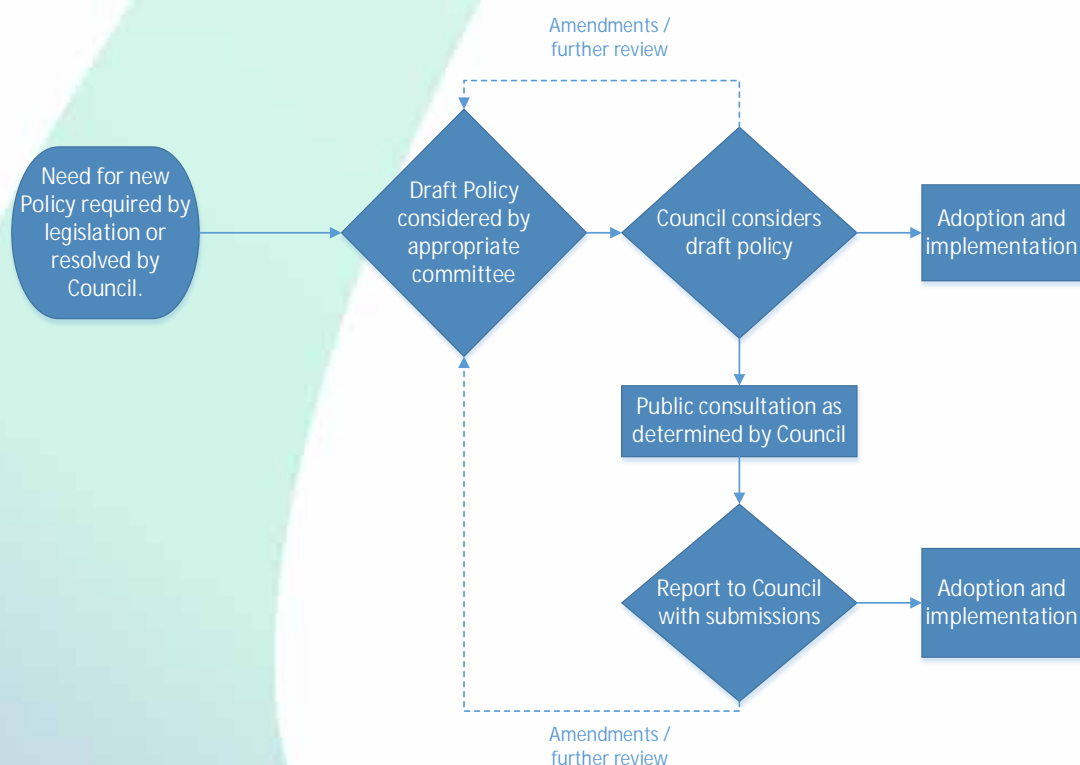 Amendments /
further review
Need for new
Policy required by
legislation or
resolved by
Council.
Draft Policy
considered by
appropriate
committee
Council considers
draft policy
Adoption and
implementation
Public consultation as
determined by Council
Report to Council
with submissions
Adoption and
implementation
Amendments /
further review